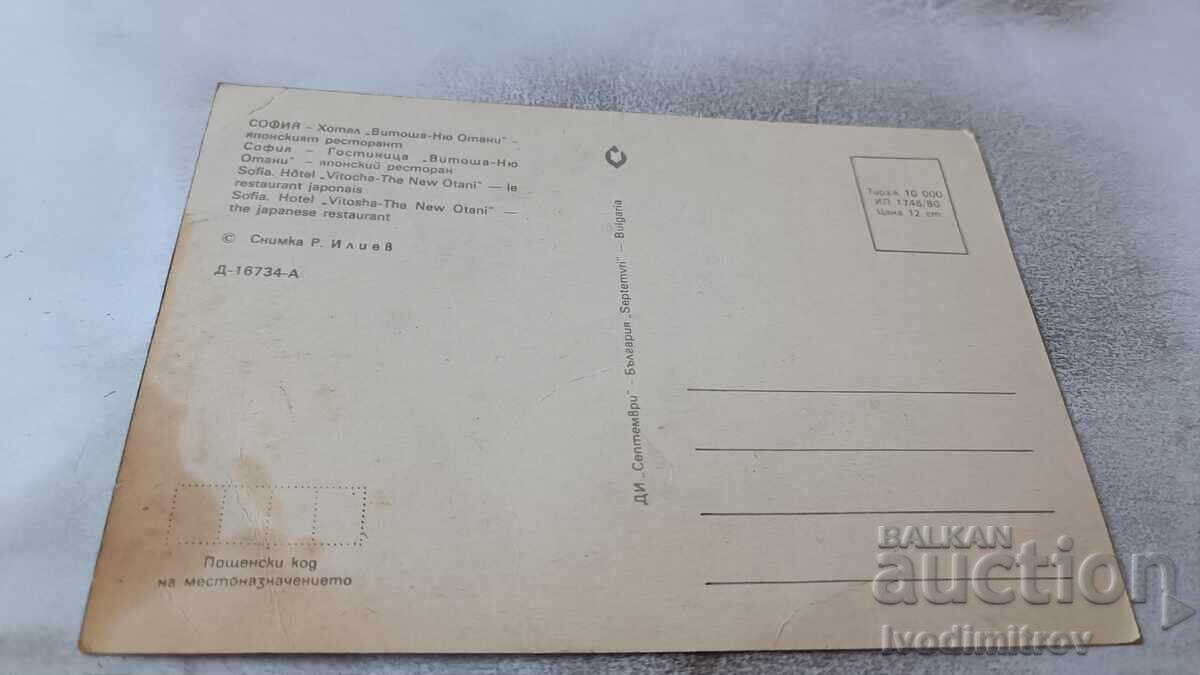 СОФИЯ – Хотел „Витоша-Ню Отани" –
японският ресторант
София – Гостиница „Витоша-Ню
Отани" – японский ресторан
Sofia. Hôtel „Vitocha-The New Otani" — le
restaurant japonais
Sofia. Hotel „Vitosha-The New Otani" —
the japanese restaurant
© Снимка Р. Илиев
Д-16734-А
Пощенски код
на местоназначението
ДИ „Септември" – България „Septemvri" — Bulgaria
Тираж 10 000
ИП 1746/80
Цена 12 ст.
BALKAN
auction
Ivodimitrov